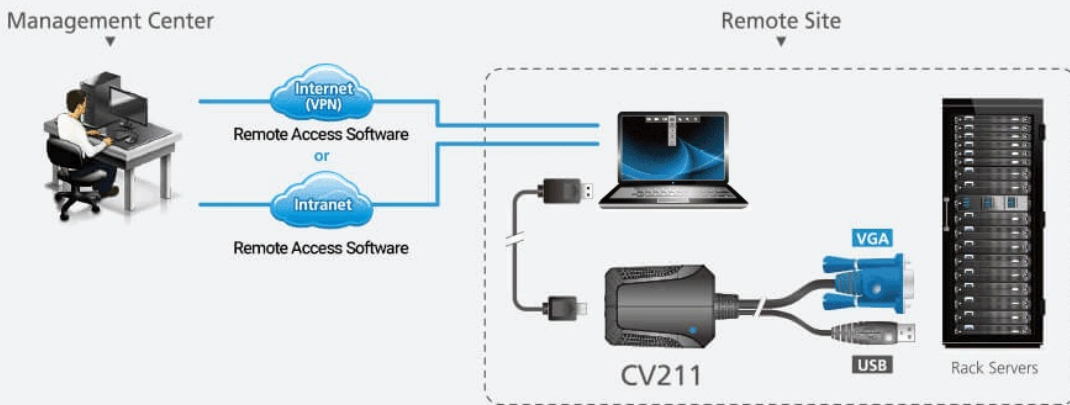 Management Center
Remote Site
Internet
(VPN)
Remote Access Software
or
Intranet
Remote Access Software
VGA
USB
CV211
Rack Servers